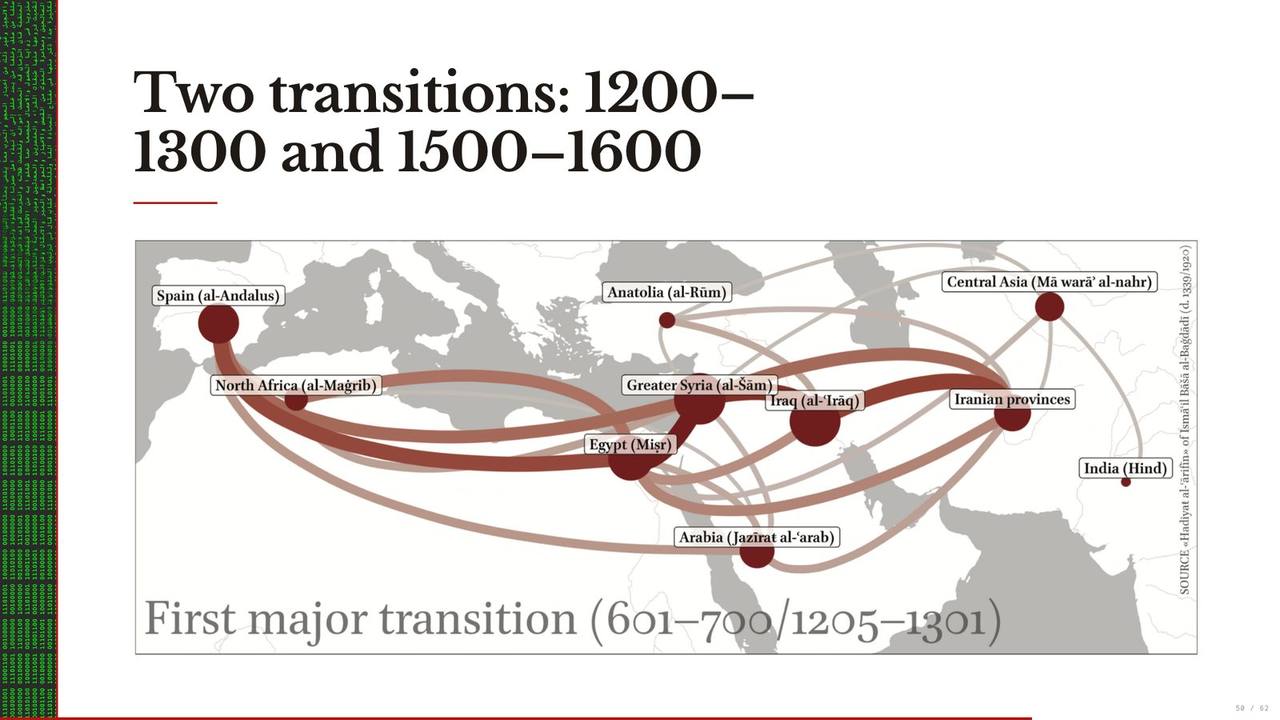 Two transitions: 1200–
1300 and 1500–1600
Spain (al-Andalus)
Anatolia (al-Rūm)
Central Asia (Mā warāʾ al-nahr)
North Africa (al-Maġrib)
Greater Syria (al-Šām)
Iraq (al-ʿIrāq)
Iranian provinces
Egypt (Miṣr)
India (Hind)
Arabia (Jazīrat al-ʿarab)
SOURCE «Hadiyaẗ al-ʿārifīn» of Ismāʿīl Bāšā al-Baġdādī (d. 1339/1920)
First major transition (601–700/1205–1301)
50 / 62